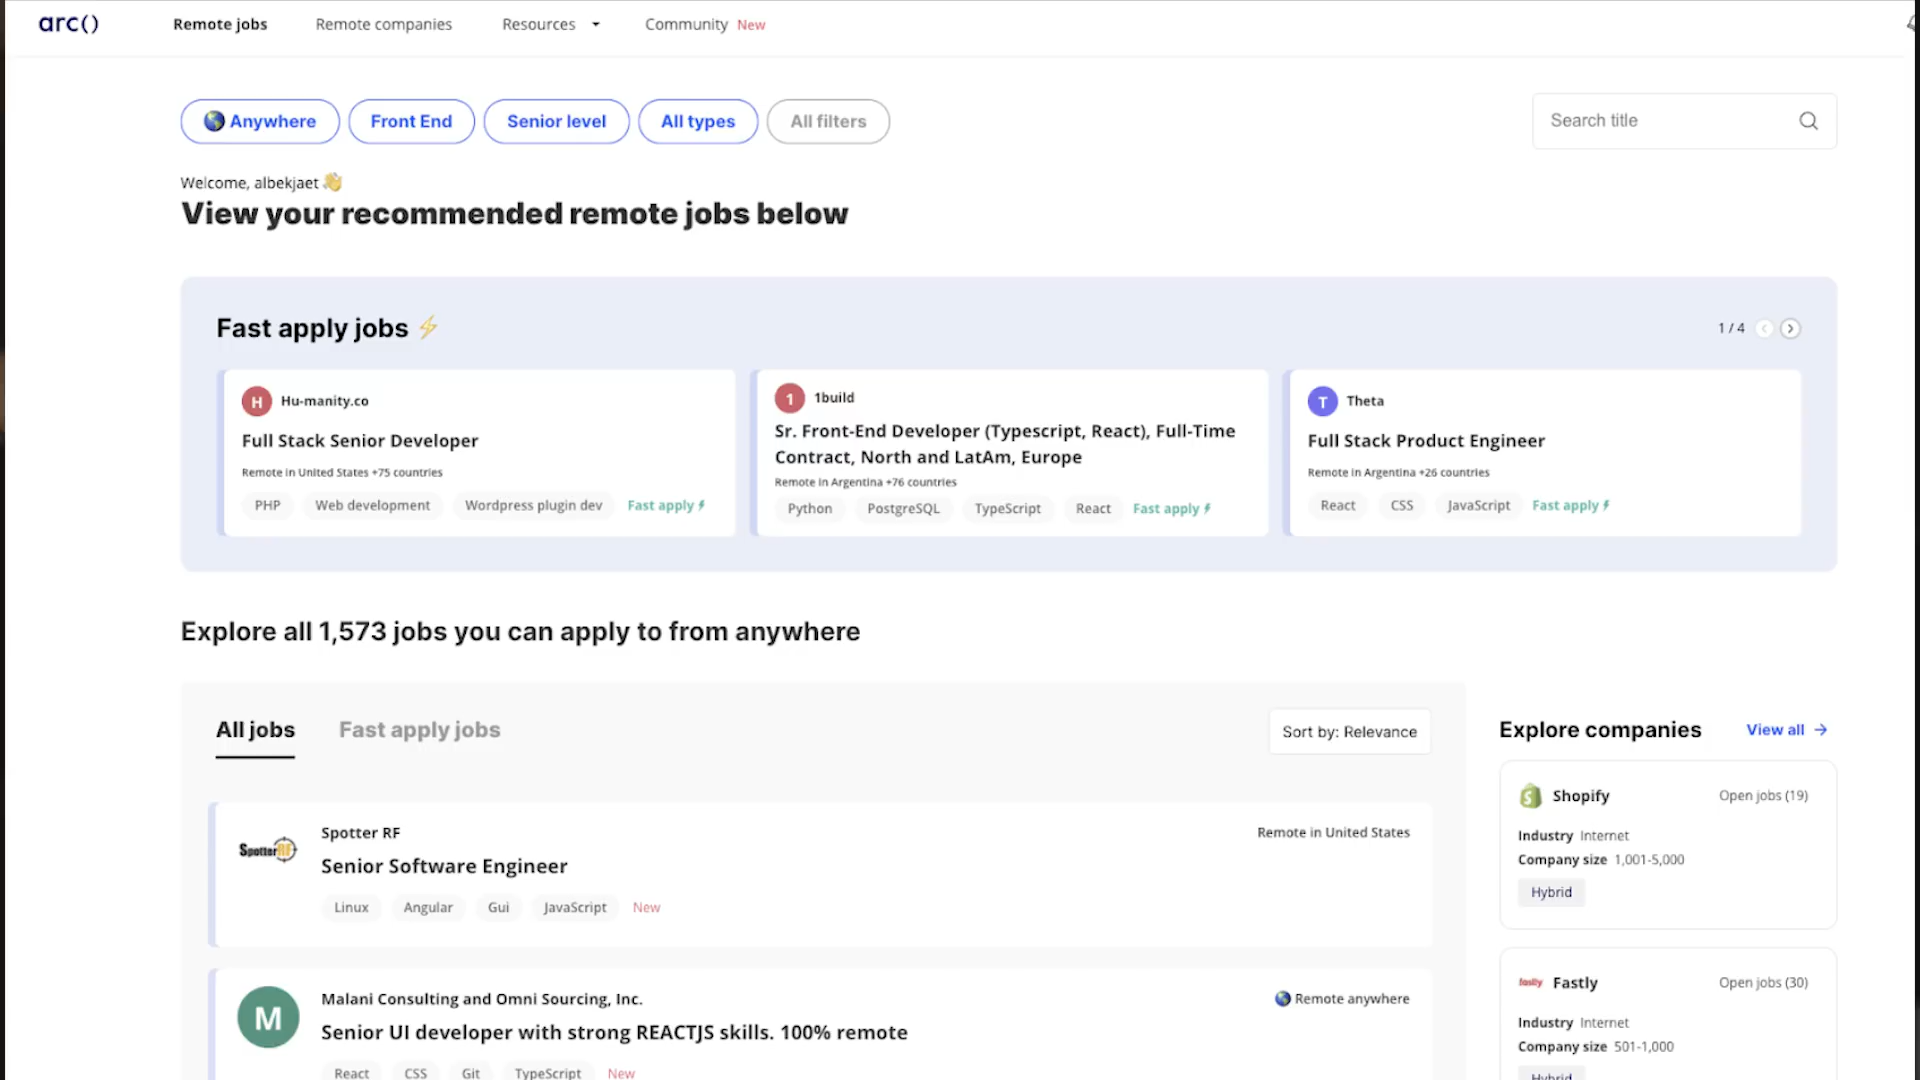 arc()
Remote jobs
Remote companies
Resources
Community New
Anywhere
Front End
Senior level
All types
All filters
Search title
Welcome, albekjaet
View your recommended remote jobs below
Fast apply jobs
1 / 4
H
Hu-manity.co
Full Stack Senior Developer
Remote in United States +75 countries
PHP
Web development
Wordpress plugin dev
Fast apply
1
1build
Sr. Front-End Developer (Typescript, React), Full-Time
Contract, North and LatAm, Europe
Remote in Argentina +76 countries
Python
PostgreSQL
TypeScript
React
Fast apply
T
Theta
Full Stack Product Engineer
Remote in Argentina +26 countries
React
CSS
JavaScript
Fast apply
Explore all 1,573 jobs you can apply to from anywhere
All jobs
Fast apply jobs
Sort by: Relevance
SpotterRF
Spotter RF
Remote in United States
Senior Software Engineer
Linux
Angular
Gui
JavaScript
New
M
Malani Consulting and Omni Sourcing, Inc.
Remote anywhere
Senior UI developer with strong REACTJS skills. 100% remote
React
CSS
Git
TypeScript
New
Explore companies
View all
Shopify
Open jobs (19)
Industry Internet
Company size 1,001-5,000
Hybrid
fastly
Fastly
Open jobs (30)
Industry Internet
Company size 501-1,000
Hybrid